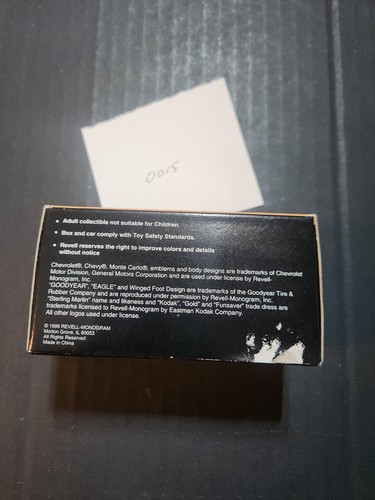 0015
• Adult collectible not suitable for Children.
• Box and car comply with Toy Safety Standards.
• Revell reserves the right to improve colors and details
without notice
Chevrolet®, Chevy®, Monte Carlo®, emblems and body designs are trademarks of Chevrolet
Motor Division, General Motors Corporation and are used under license by Revell-
Monogram, Inc.
"GOODYEAR", "EAGLE" and Winged Foot Design are trademarks of the Goodyear Tire &
Rubber Company and are reproduced under permission by Revell-Monogram, Inc.
"Sterling Marlin" name and likeness and "Kodak", "Gold" and "Funsaver" trade dress are
trademarks licensed to Revell-Monogram by Eastman Kodak Company.
All other logos used under license.
© 1996 REVELL-MONOGRAM
Morton Grove, IL 60053
All Rights Reserved
Made in China